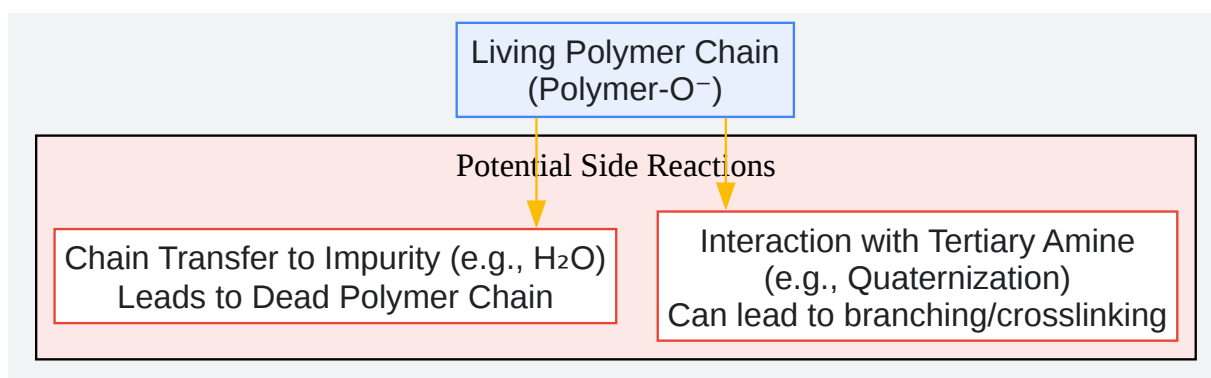 Living Polymer Chain
(Polymer-O⁻)
Potential Side Reactions
Chain Transfer to Impurity (e.g., H₂O)
Leads to Dead Polymer Chain
Interaction with Tertiary Amine
(e.g., Quaternization)
Can lead to branching/crosslinking